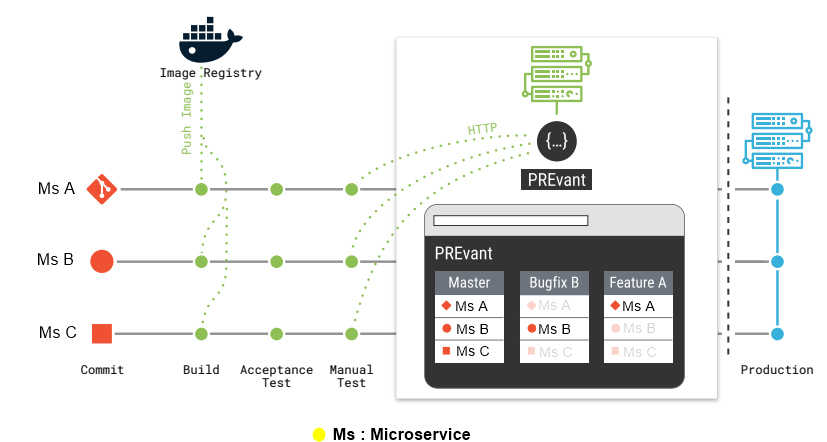 Image Registry
Push Image
HTTP
{...}
PREvant
Ms A
Ms B
Ms C
PREvant
Master
Bugfix B
Feature A
Ms A
Ms A
Ms A
Ms B
Ms B
Ms B
Ms C
Ms C
Ms C
Commit
Build
Acceptance
Test
Manual
Test
Production
Ms : Microservice